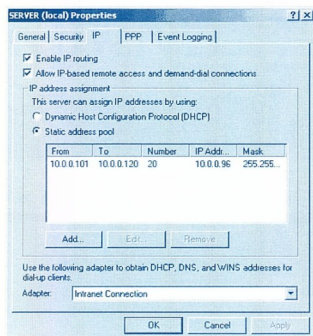 SERVER (local) Properties
General Security IP PPP Event Logging
Enable IP routing
Allow IP-based remote access and demand-dial connections
IP address assignment
This server can assign IP addresses by using:
Dynamic Host Configuration Protocol (DHCP)
Static address pool
From To Number IP Addr... Mask
10.0.0.101 10.0.0.120 20 10.0.0.96 255.255...
Add... Edit... Remove
Use the following adapter to obtain DHCP, DNS, and WINS addresses for
dial-up clients.
Adapter: Intranet Connection
OK Cancel Apply